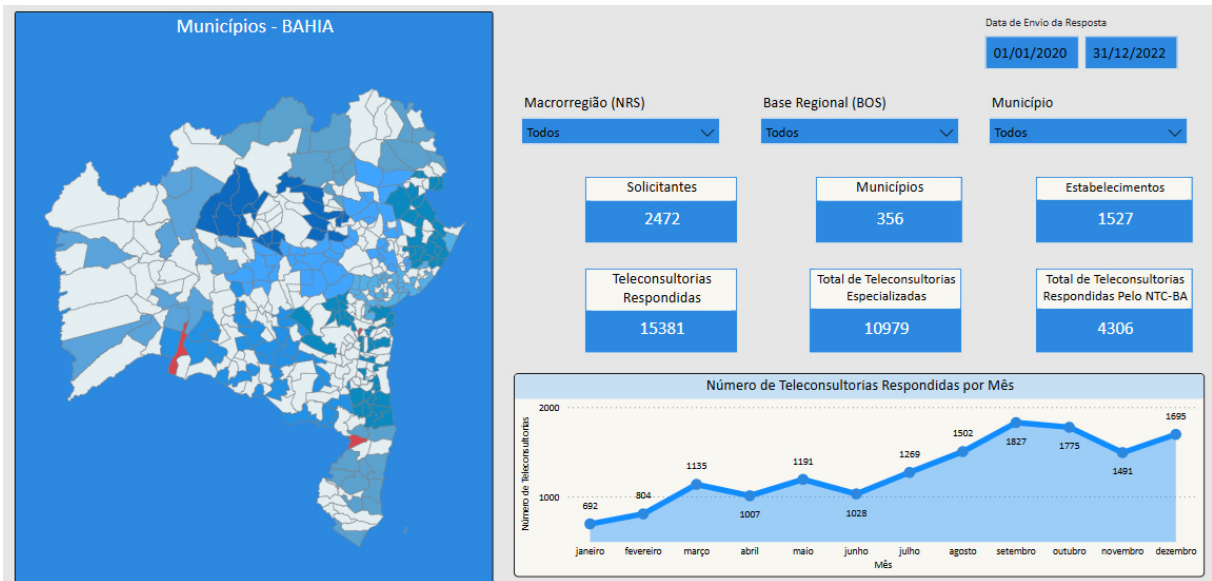 Municípios - BAHIA
Data de Envio da Resposta
01/01/2020
31/12/2022
Macrorregião (NRS)
Base Regional (BOS)
Município
Todos
Todos
Todos
Solicitantes
2472
Municípios
356
Estabelecimentos
1527
Teleconsultorias
Respondidas
15381
Total de Teleconsultorias
Especializadas
10979
Total de Teleconsultorias
Respondidas Pelo NTC-BA
4306
Número de Teleconsultorias Respondidas por Mês
Número de Teleconsultorias
2000
1000
692
804
1135
1007
1191
1028
1269
1502
1827
1775
1491
1695
janeiro
fevereiro
março
abril
maio
junho
julho
agosto
setembro
outubro
novembro
dezembro
Mês